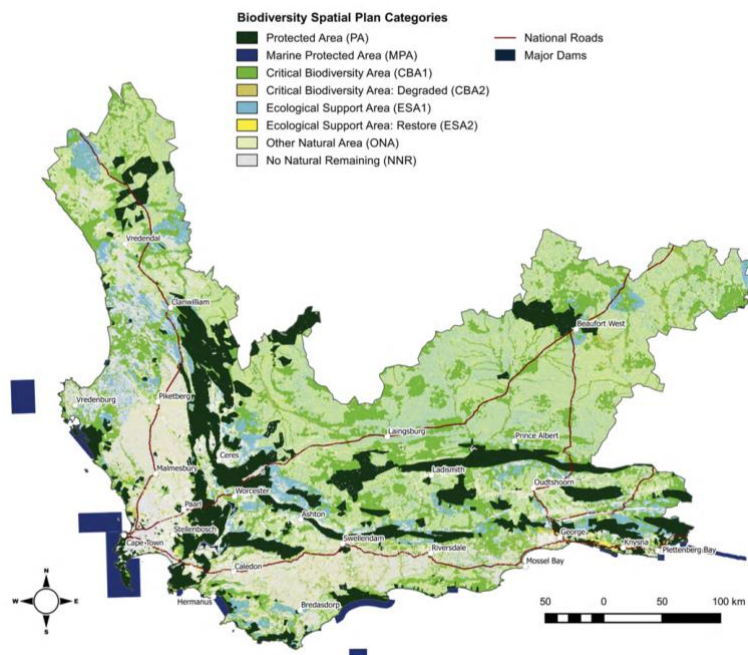 Biodiversity Spatial Plan Categories
Protected Area (PA)
Marine Protected Area (MPA)
Critical Biodiversity Area (CBA1)
Critical Biodiversity Area: Degraded (CBA2)
Ecological Support Area (ESA1)
Ecological Support Area: Restore (ESA2)
Other Natural Area (ONA)
No Natural Remaining (NNR)
National Roads
Major Dams
Vredendal
Clanwilliam
Beaufort West
Vredenburg
Piketberg
Laingsburg
Prince Albert
Ceres
Malmesbury
Ladismith
Oudtshoorn
Worcester
Paarl
Ashton
Stellenbosch
Cape Town
Swellendam
George
Knysna
Riversdale
Plettenberg Bay
Caledon
Mossel Bay
Hermanus
Bredasdorp
N
W
E
S
50 0 50 100 km